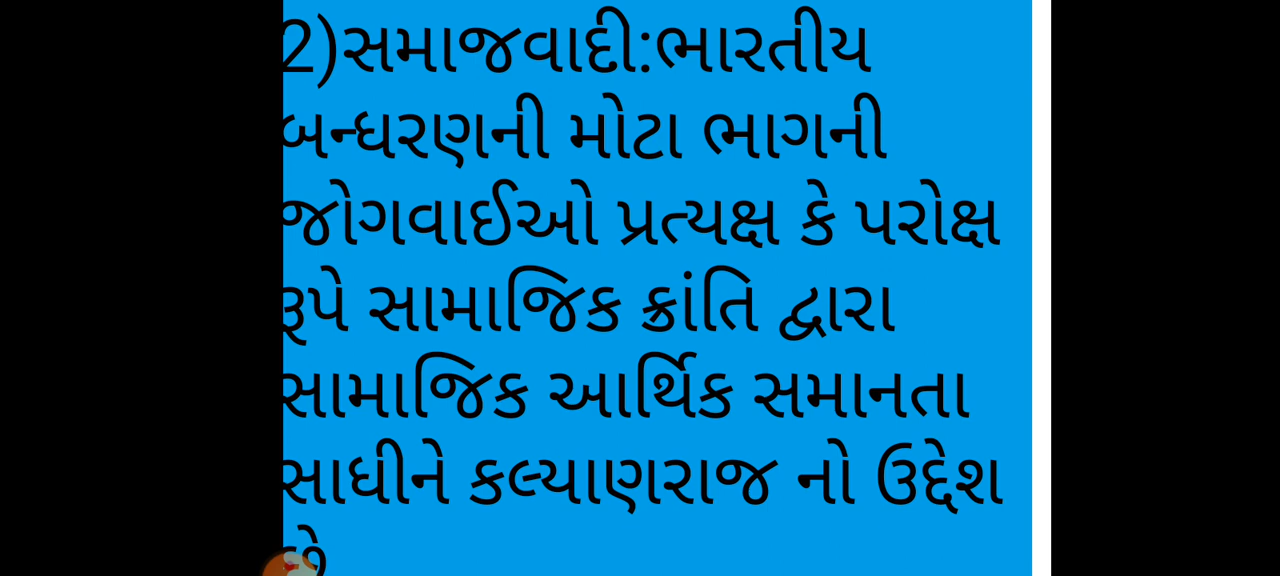 2)સમાજવાદી:ભારતીય
બન્ધરણની મોટા ભાગની
જોગવાઈઓ પ્રત્યક્ષ કે પરોક્ષ
રૂપે સામાજિક ક્રાંતિ દ્વારા
સામાજિક આર્થિક સમાનતા
સાધીને કલ્યાણરાજ નો ઉદ્દેશ
છે